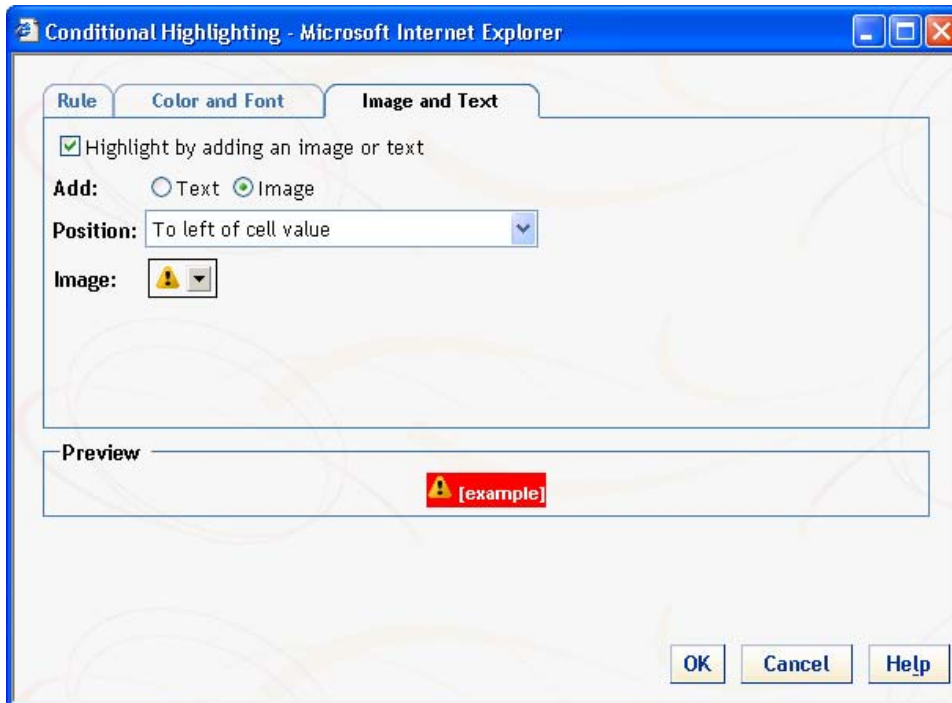 Conditional Highlighting - Microsoft Internet Explorer
Rule Color and Font Image and Text
Highlight by adding an image or text
Add: Text Image
Position: To left of cell value
Image:
Preview
[example]
OK Cancel Help